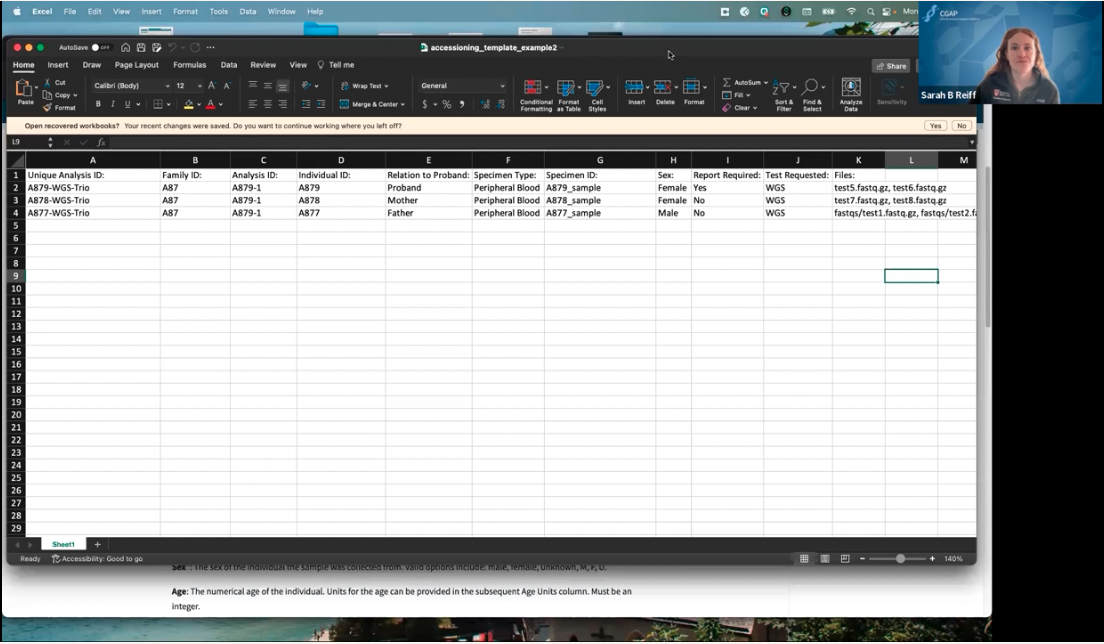 Excel File Edit View Insert Format Tools Data Window Help Mon
CGAP
AutoSave OFF accessioning_template_example2
Home Insert Draw Page Layout Formulas Data Review View Tell me Share
Paste Cut Copy Format
Calibri (Body) 12 A A
B I U A
Wrap Text
Merge & Center
General
$ % 9
Conditional Formatting Format as Table Cell Styles
Insert Delete Format
AutoSum Fill Clear
Sort & Filter Find & Select
Analyze Data
Sensitivity
Sarah B Reiff
Open recovered workbooks? Your recent changes were saved. Do you want to continue working where you left off? Yes No
L9 fx
A B C D E F G H I J K L M
1 Unique Analysis ID: Family ID: Analysis ID: Individual ID: Relation to Proband: Specimen Type: Specimen ID: Sex: Report Required: Test Requested: Files:
2 A879-WGS-Trio A87 A879-1 A879 Proband Peripheral Blood A879_sample Female Yes WGS test5.fastq.gz, test6.fastq.gz
3 A878-WGS-Trio A87 A879-1 A878 Mother Peripheral Blood A878_sample Female No WGS test7.fastq.gz, test8.fastq.gz
4 A877-WGS-Trio A87 A879-1 A877 Father Peripheral Blood A877_sample Male No WGS fastqs/test1.fastq.gz, fastqs/test2.fa
5
6
7
8
9
10
11
12
13
14
15
16
17
18
19
20
21
22
23
24
25
26
27
28
29
Sheet1 +
Ready Accessibility: Good to go 140%
Sex : The sex of the individual the sample was collected from. Valid options include: male, female, unknown, M, F, U.
Age: The numerical age of the individual. Units for the age can be provided in the subsequent Age Units column. Must be an
integer.